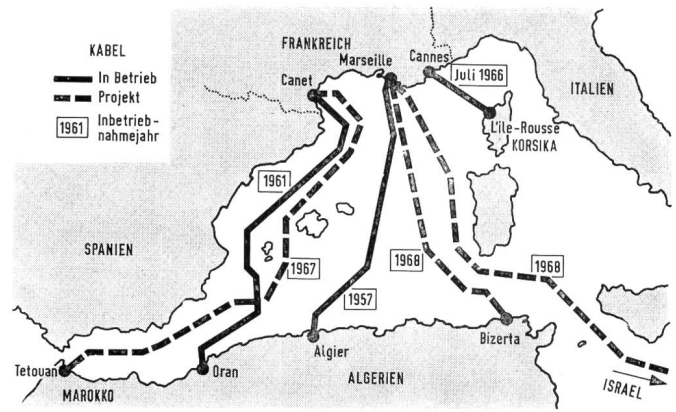 KABEL
In Betrieb
Projekt
1961 Inbetrieb-
nahmejahr
FRANKREICH
Marseille
Cannes
Canet
Juli 1966
ITALIEN
L'île-Rousse
KORSIKA
1961
SPANIEN
1967
1968
1968
1957
Bizerta
Algier
Tetouan
Oran
MAROKKO
ALGERIEN
ISRAEL